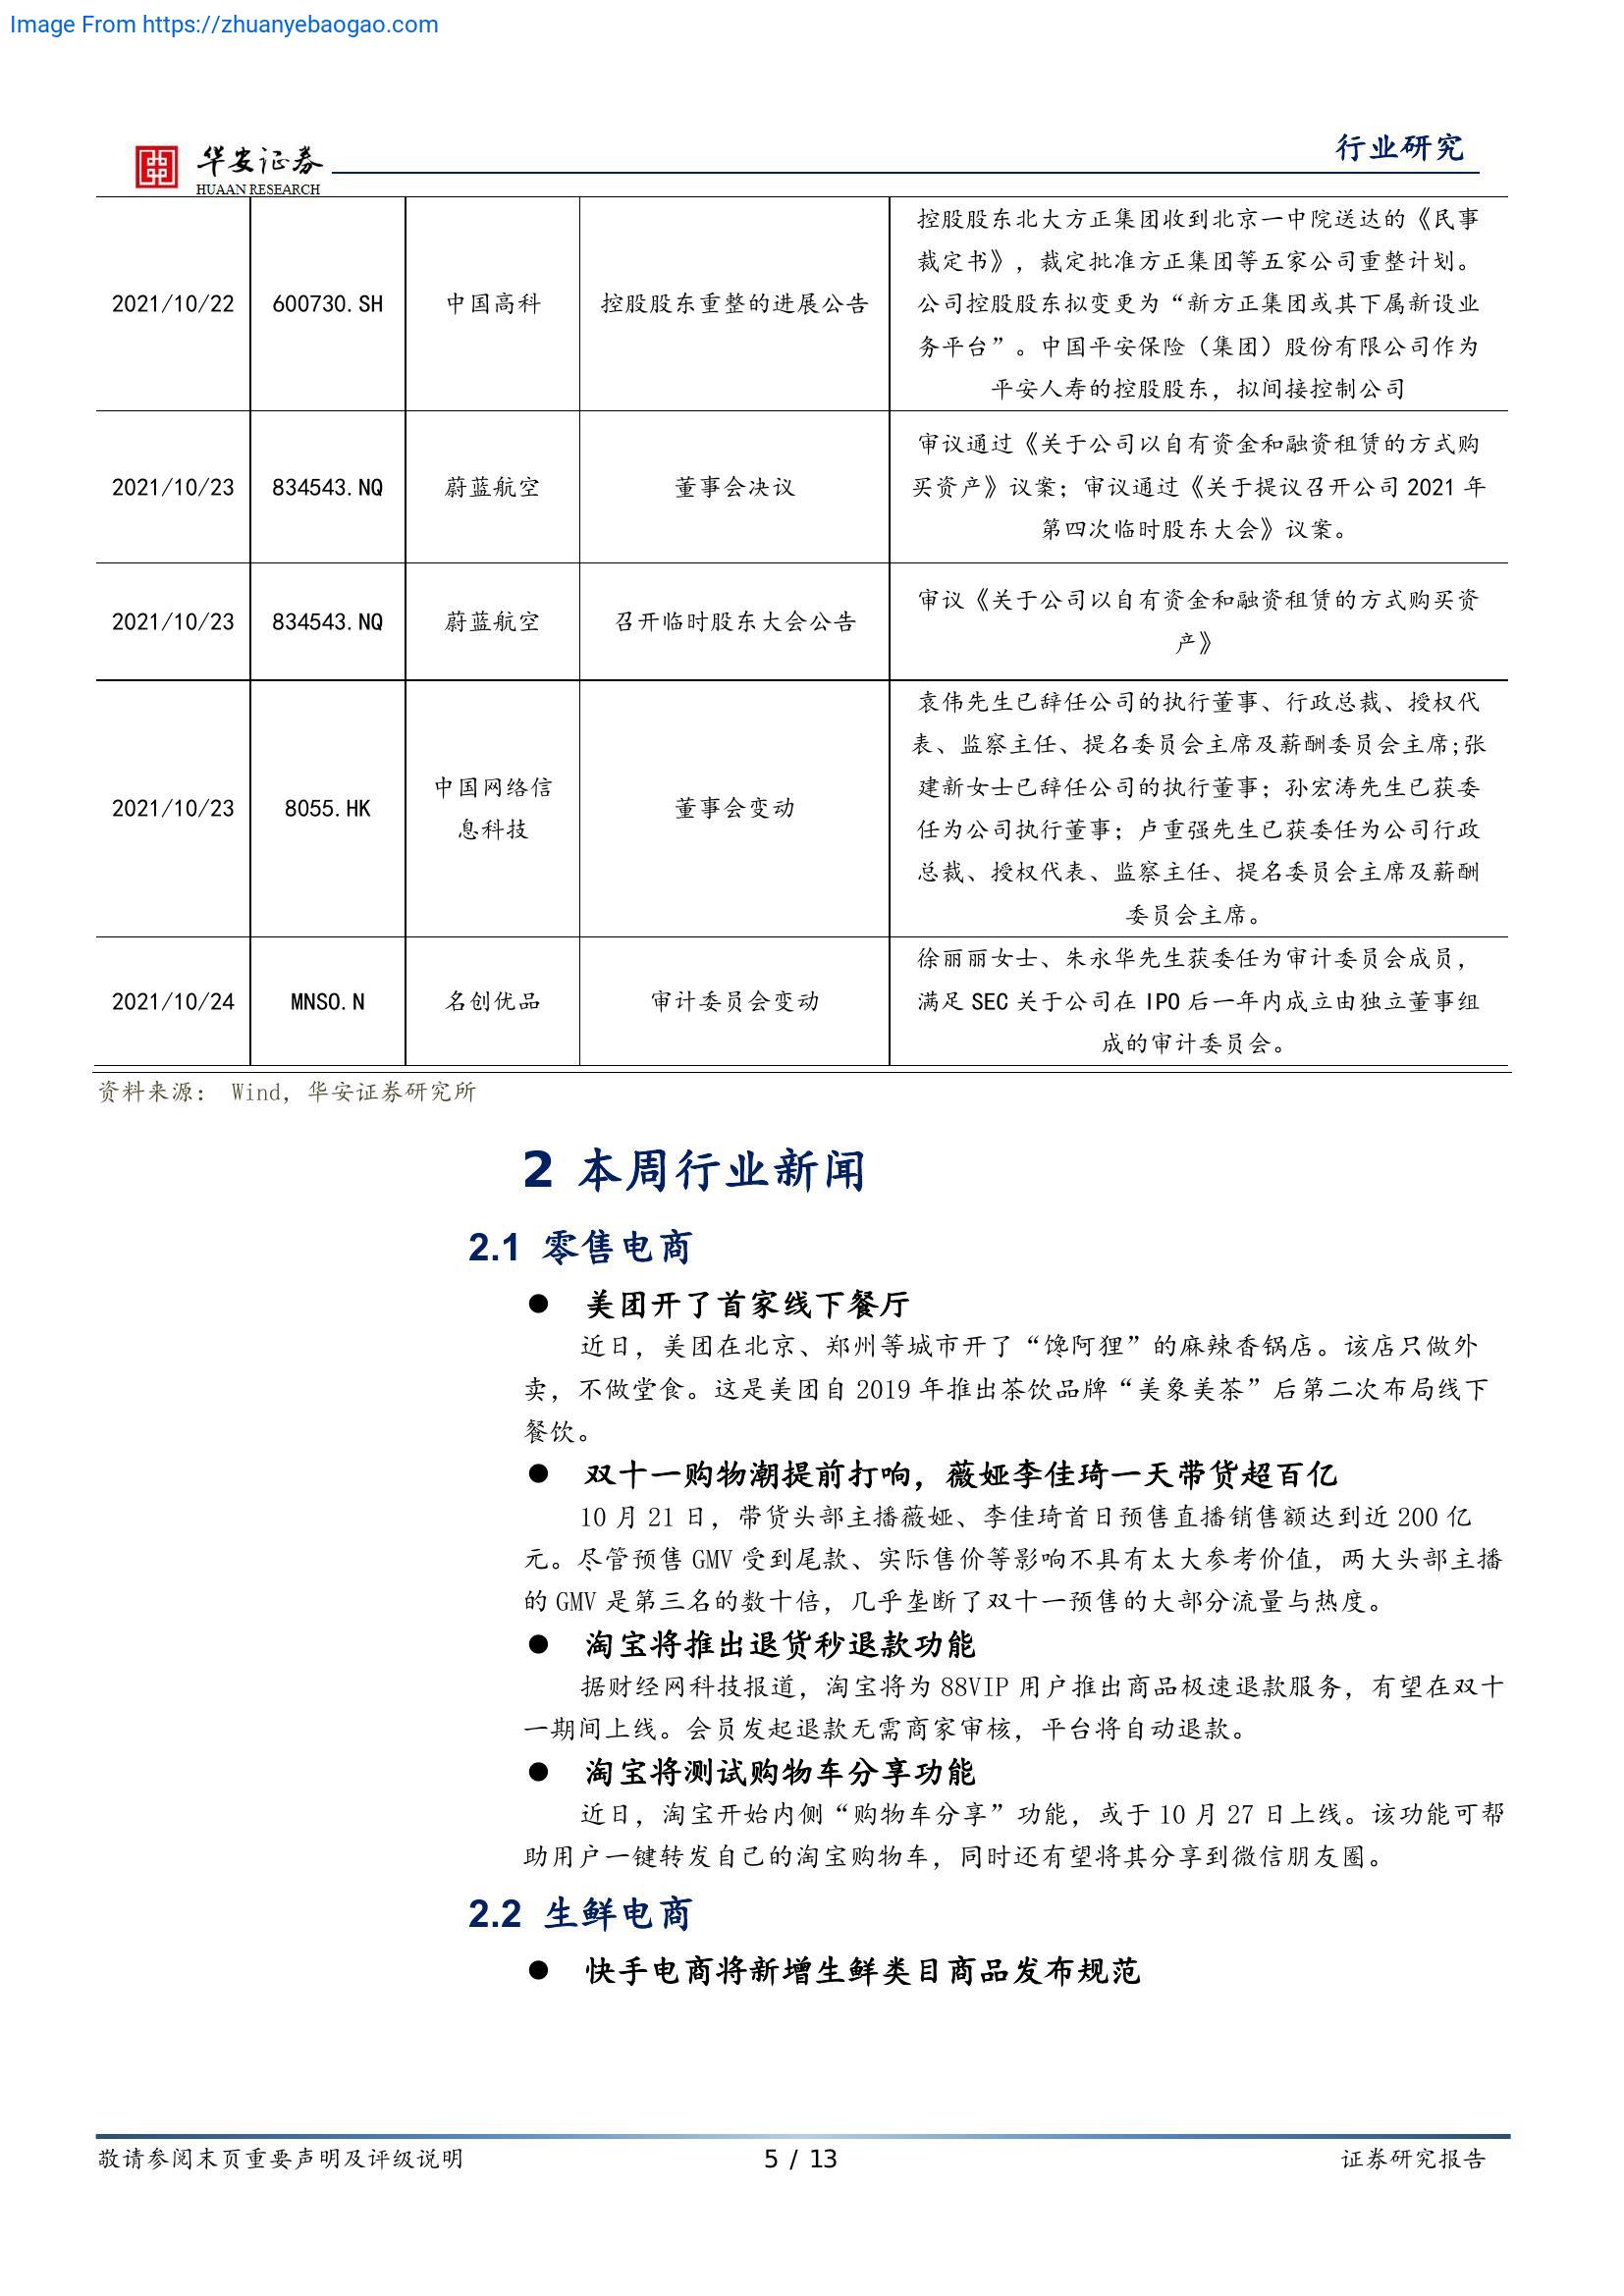 Image From https://zhuanyebaogao.com
华安证券
HUAAN RESEARCH
行业研究
2021/10/22
600730.SH
中国高科
控股股东重整的进展公告
控股股东北大方正集团收到北京一中院送达的《民事
裁定书》，裁定批准方正集团等五家公司重整计划。
公司控股股东拟变更为“新方正集团或其下属新设业
务平台”。中国平安保险（集团）股份有限公司作为
平安人寿的控股股东，拟间接控制公司
2021/10/23
834543.NQ
蔚蓝航空
董事会决议
审议通过《关于公司以自有资金和融资租赁的方式购
买资产》议案；审议通过《关于提议召开公司 2021 年
第四次临时股东大会》议案。
2021/10/23
834543.NQ
蔚蓝航空
召开临时股东大会公告
审议《关于公司以自有资金和融资租赁的方式购买资
产》
2021/10/23
8055.HK
中国网络信
息科技
董事会变动
袁伟先生已辞任公司的执行董事、行政总裁、授权代
表、监察主任、提名委员会主席及薪酬委员会主席;张
建新女士已辞任公司的执行董事；孙宏涛先生已获委
任为公司执行董事；卢重强先生已获委任为公司行政
总裁、授权代表、监察主任、提名委员会主席及薪酬
委员会主席。
2021/10/24
MNSO.N
名创优品
审计委员会变动
徐丽丽女士、朱永华先生获委任为审计委员会成员，
满足 SEC 关于公司在 IPO 后一年内成立由独立董事组
成的审计委员会。
资料来源： Wind，华安证券研究所
2 本周行业新闻
2.1 零售电商
● 美团开了首家线下餐厅
近日，美团在北京、郑州等城市开了“馋阿狸”的麻辣香锅店。该店只做外
卖，不做堂食。这是美团自 2019 年推出茶饮品牌“美象美茶”后第二次布局线下
餐饮。
● 双十一购物潮提前打响，薇娅李佳琦一天带货超百亿
10 月 21 日，带货头部主播薇娅、李佳琦首日预售直播销售额达到近 200 亿
元。尽管预售 GMV 受到尾款、实际售价等影响不具有太大参考价值，两大头部主播
的 GMV 是第三名的数十倍，几乎垄断了双十一预售的大部分流量与热度。
● 淘宝将推出退货秒退款功能
据财经网科技报道，淘宝将为 88VIP 用户推出商品极速退款服务，有望在双十
一期间上线。会员发起退款无需商家审核，平台将自动退款。
● 淘宝将测试购物车分享功能
近日，淘宝开始内侧“购物车分享”功能，或于 10 月 27 日上线。该功能可帮
助用户一键转发自己的淘宝购物车，同时还有望将其分享到微信朋友圈。
2.2 生鲜电商
● 快手电商将新增生鲜类目商品发布规范
敬请参阅末页重要声明及评级说明
5 / 13
证券研究报告